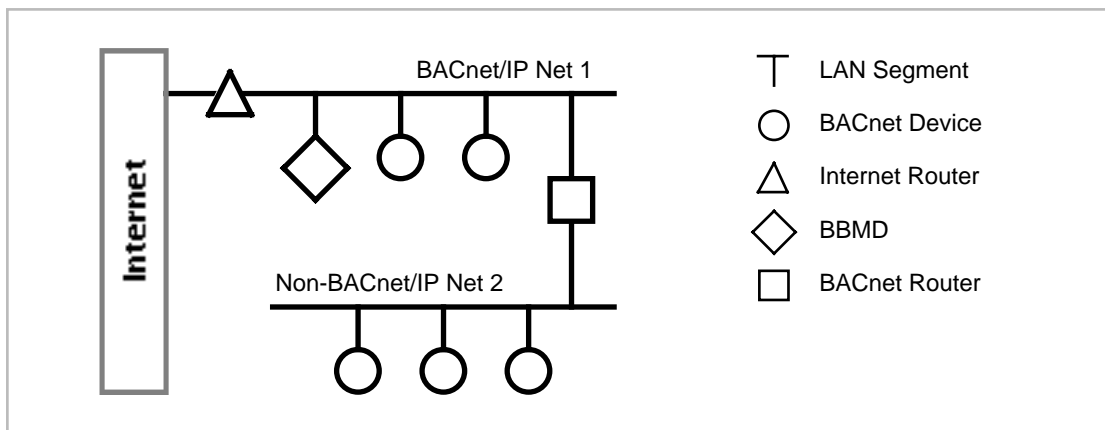 BACnet/IP Net 1
Internet
Non-BACnet/IP Net 2
LAN Segment
BACnet Device
Internet Router
BBMD
BACnet Router